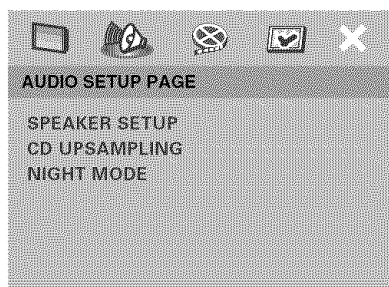 AUDIO SETUP PAGE
SPEAKER SETUP
CD UPSAMPLING
NIGHT MODE